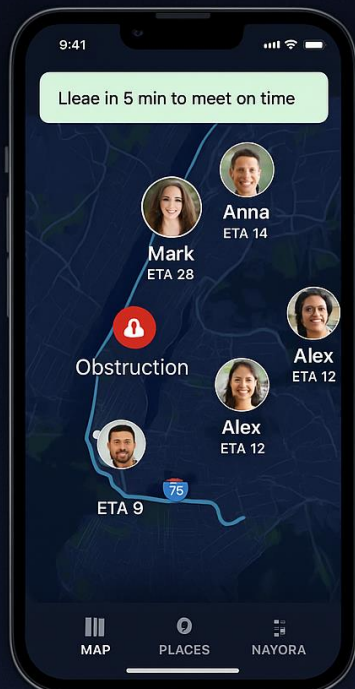 9:41
Lleae in 5 min to meet on time
Anna
ETA 14
Mark
ETA 28
Obstruction
Alex
ETA 12
Alex
ETA 12
75
ETA 9
MAP
PLACES
NAYORA